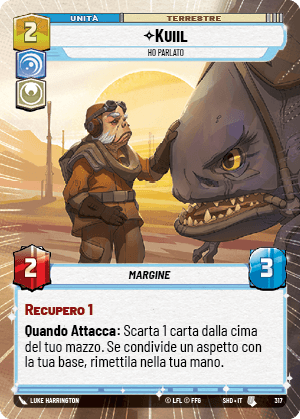 2
UNITÀ
TERRESTRE
✧KUIIL
HO PARLATO
MARGINE
2
3
RECUPERO 1
Quando Attacca: Scarta 1 carta dalla cima
del tuo mazzo. Se condivide un aspetto con
la tua base, rimettila nella tua mano.
LUKE HARRINGTON
© LFL © FFG
SHD • IT
317